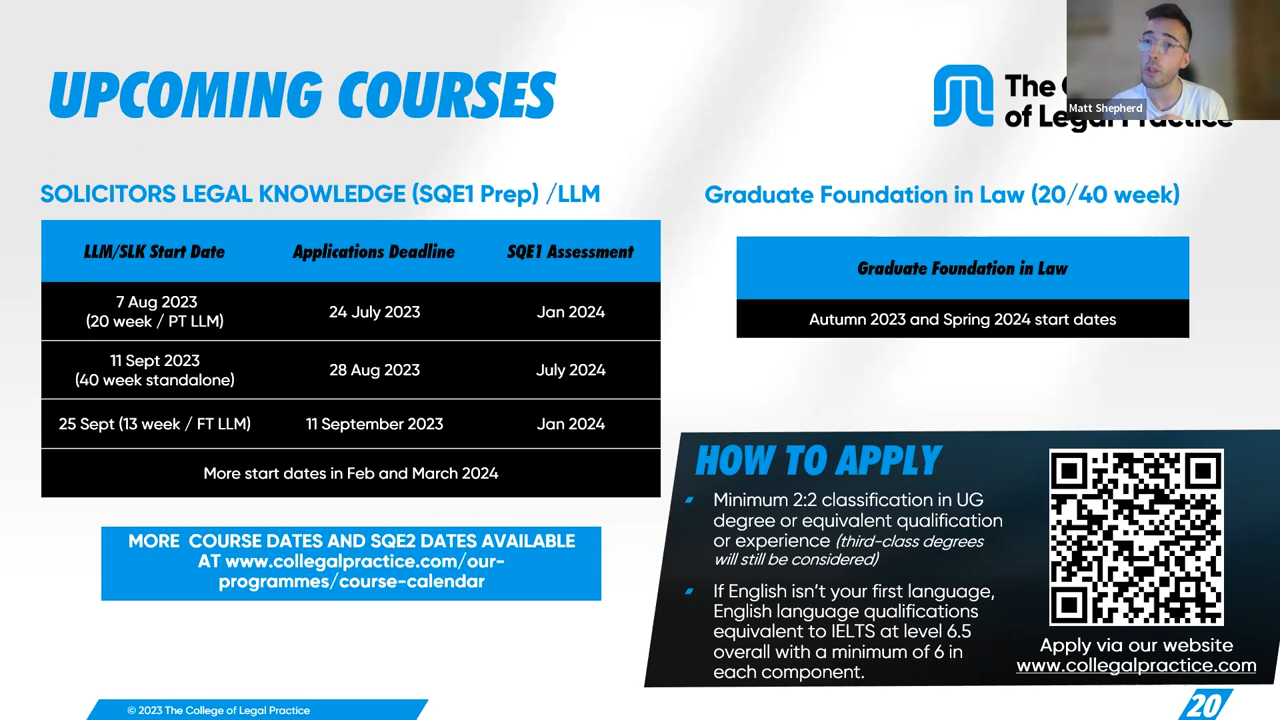 UPCOMING COURSES
The
of Legal Practice
Matt Shepherd
SOLICITORS LEGAL KNOWLEDGE (SQE1 Prep) /LLM
LLM/SLK Start Date Applications Deadline SQE1 Assessment
7 Aug 2023
(20 week / PT LLM) 24 July 2023 Jan 2024
11 Sept 2023
(40 week standalone) 28 Aug 2023 July 2024
25 Sept (13 week / FT LLM) 11 September 2023 Jan 2024
More start dates in Feb and March 2024
MORE COURSE DATES AND SQE2 DATES AVAILABLE
AT www.collegalpractice.com/our-
programmes/course-calendar
Graduate Foundation in Law (20/40 week)
Graduate Foundation in Law
Autumn 2023 and Spring 2024 start dates
HOW TO APPLY
Minimum 2:2 classification in UG
degree or equivalent qualification
or experience (third-class degrees
will still be considered)
If English isn't your first language,
English language qualifications
equivalent to IELTS at level 6.5
overall with a minimum of 6 in
each component.
Apply via our website
www.collegalpractice.com
© 2023 The College of Legal Practice
20